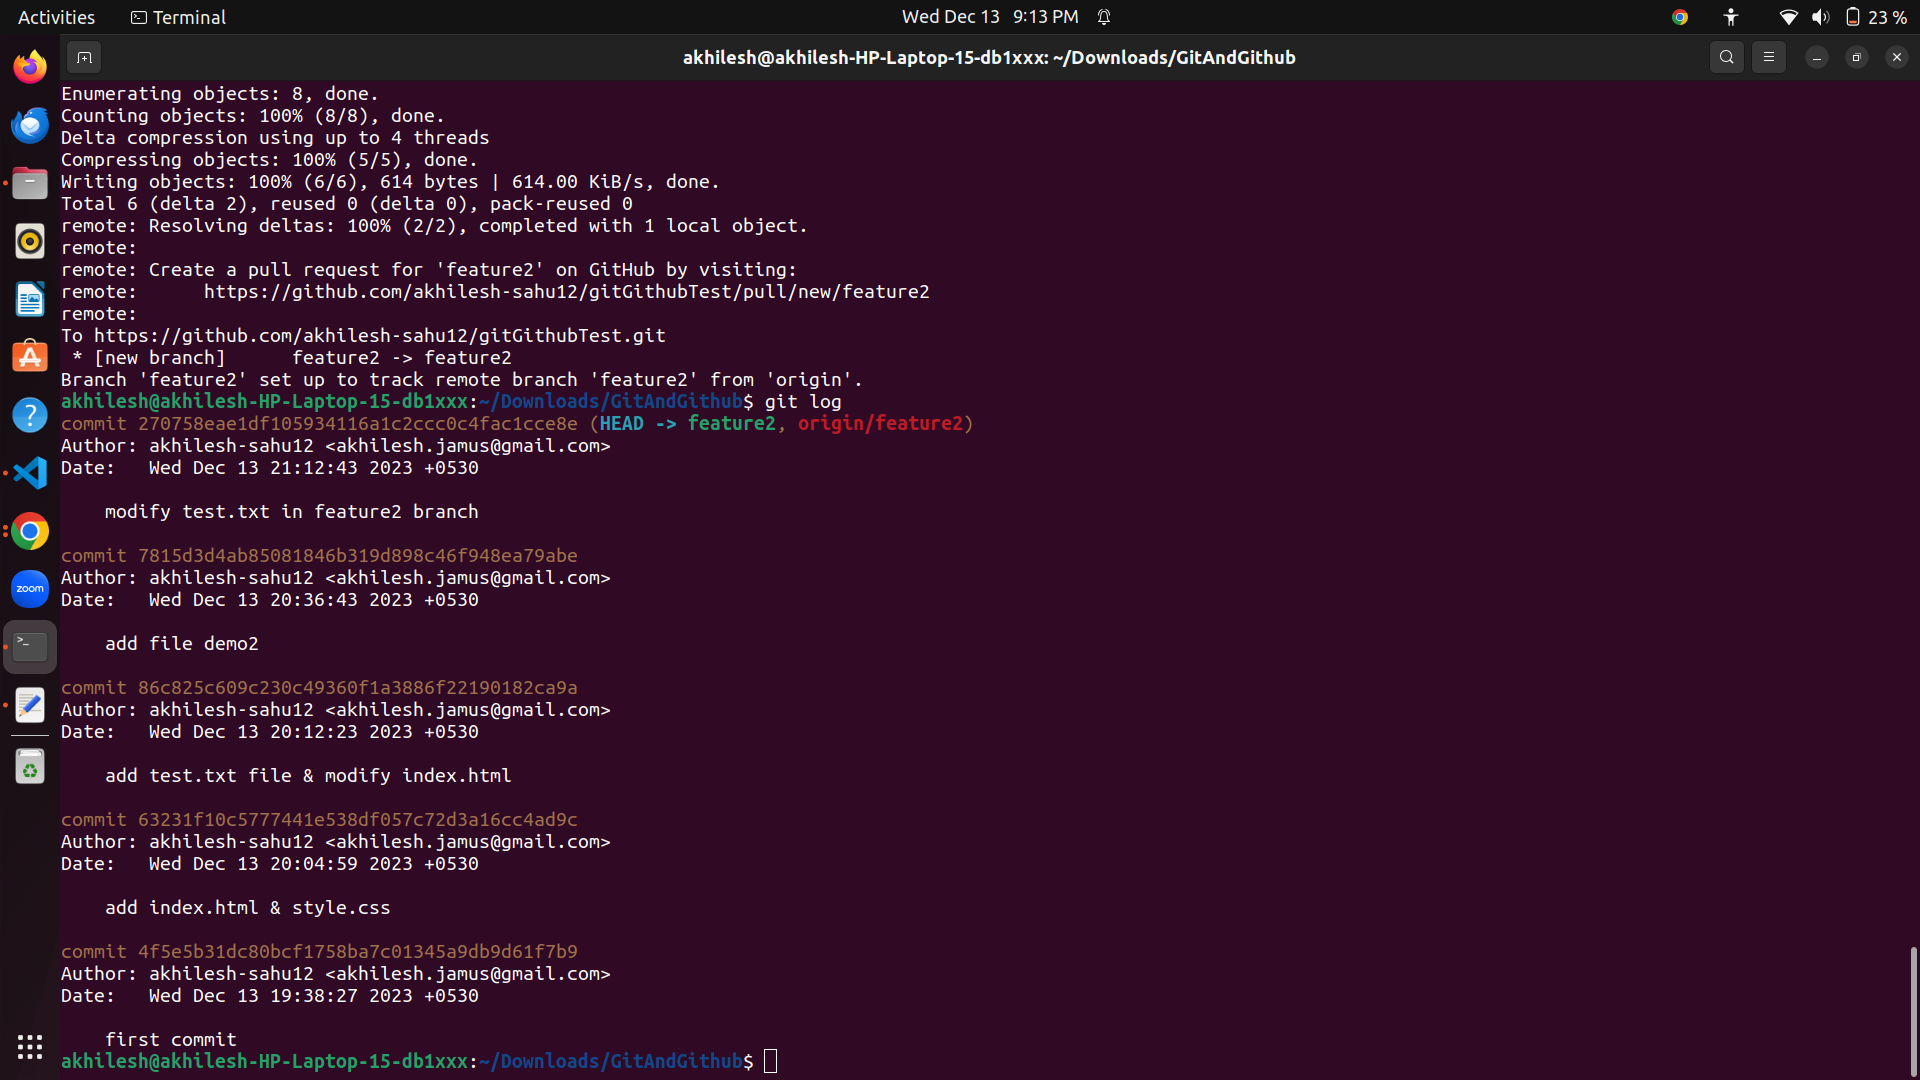 Activities Terminal Wed Dec 13 9:13 PM 23 %
akhilesh@akhilesh-HP-Laptop-15-db1xxx: ~/Downloads/GitAndGithub
Enumerating objects: 8, done.
Counting objects: 100% (8/8), done.
Delta compression using up to 4 threads
Compressing objects: 100% (5/5), done.
Writing objects: 100% (6/6), 614 bytes | 614.00 KiB/s, done.
Total 6 (delta 2), reused 0 (delta 0), pack-reused 0
remote: Resolving deltas: 100% (2/2), completed with 1 local object.
remote:
remote: Create a pull request for 'feature2' on GitHub by visiting:
remote:      https://github.com/akhilesh-sahu12/gitGithubTest/pull/new/feature2
remote:
To https://github.com/akhilesh-sahu12/gitGithubTest.git
 * [new branch]      feature2 -> feature2
Branch 'feature2' set up to track remote branch 'feature2' from 'origin'.
akhilesh@akhilesh-HP-Laptop-15-db1xxx:~/Downloads/GitAndGithub$ git log
commit 270758eae1df105934116a1c2ccc0c4fac1cce8e (HEAD -> feature2, origin/feature2)
Author: akhilesh-sahu12 <akhilesh.jamus@gmail.com>
Date:   Wed Dec 13 21:12:43 2023 +0530
    modify test.txt in feature2 branch
commit 7815d3d4ab85081846b319d898c46f948ea79abe
Author: akhilesh-sahu12 <akhilesh.jamus@gmail.com>
Date:   Wed Dec 13 20:36:43 2023 +0530
    add file demo2
commit 86c825c609c230c49360f1a3886f22190182ca9a
Author: akhilesh-sahu12 <akhilesh.jamus@gmail.com>
Date:   Wed Dec 13 20:12:23 2023 +0530
    add test.txt file & modify index.html
commit 63231f10c5777441e538df057c72d3a16cc4ad9c
Author: akhilesh-sahu12 <akhilesh.jamus@gmail.com>
Date:   Wed Dec 13 20:04:59 2023 +0530
    add index.html & style.css
commit 4f5e5b31dc80bcf1758ba7c01345a9db9d61f7b9
Author: akhilesh-sahu12 <akhilesh.jamus@gmail.com>
Date:   Wed Dec 13 19:38:27 2023 +0530
    first commit
akhilesh@akhilesh-HP-Laptop-15-db1xxx:~/Downloads/GitAndGithub$
zoom